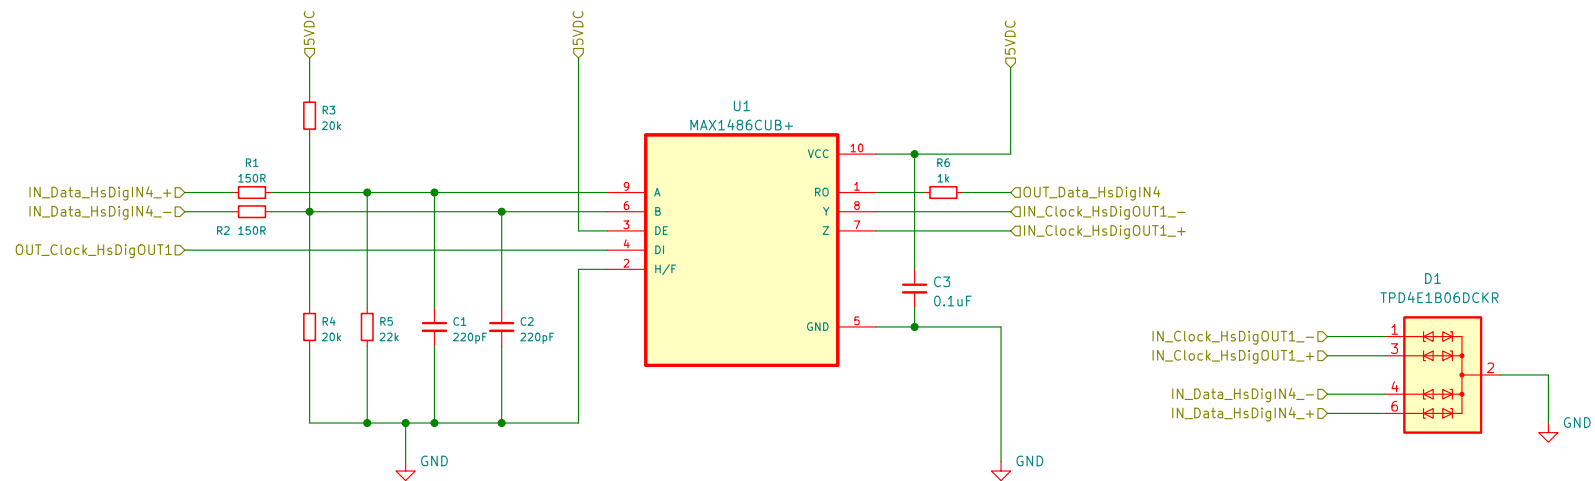 5VDC
5VDC
5VDC
R3
20k
U1
MAX1486CUB+
R1
150R
IN_Data_HsDigIN4_+
IN_Data_HsDigIN4_-
R2 150R
OUT_Clock_HsDigOUT1
9 A
6 B
3 DE
4 DI
2 H/F
VCC 10
RO 1
Y 8
Z 7
GND 5
R6
1k
OUT_Data_HsDigIN4
IN_Clock_HsDigOUT1_-
IN_Clock_HsDigOUT1_+
C3
0.1uF
R4
20k
R5
22k
C1
220pF
C2
220pF
GND
GND
D1
TPD4E1B06DCKR
IN_Clock_HsDigOUT1_- 1
IN_Clock_HsDigOUT1_+ 3
2
IN_Data_HsDigIN4_- 4
IN_Data_HsDigIN4_+ 6
GND